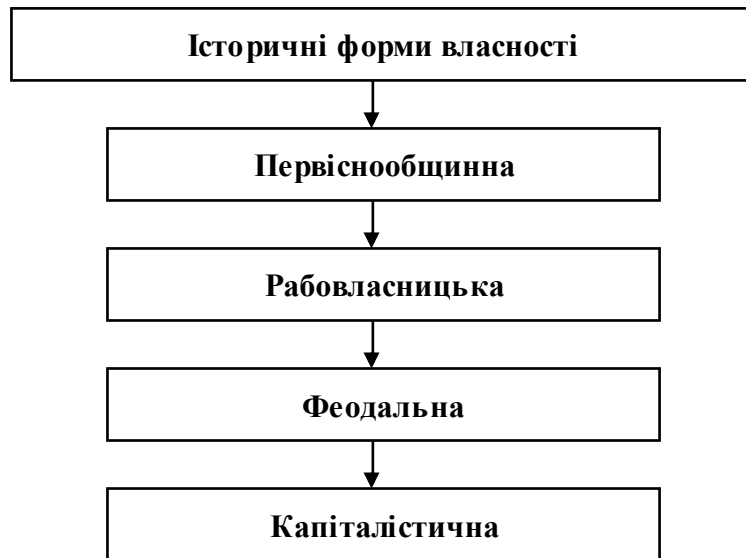 Історичні форми власності
Первіснообщинна
Рабовласницька
Феодальна
Капіталістична